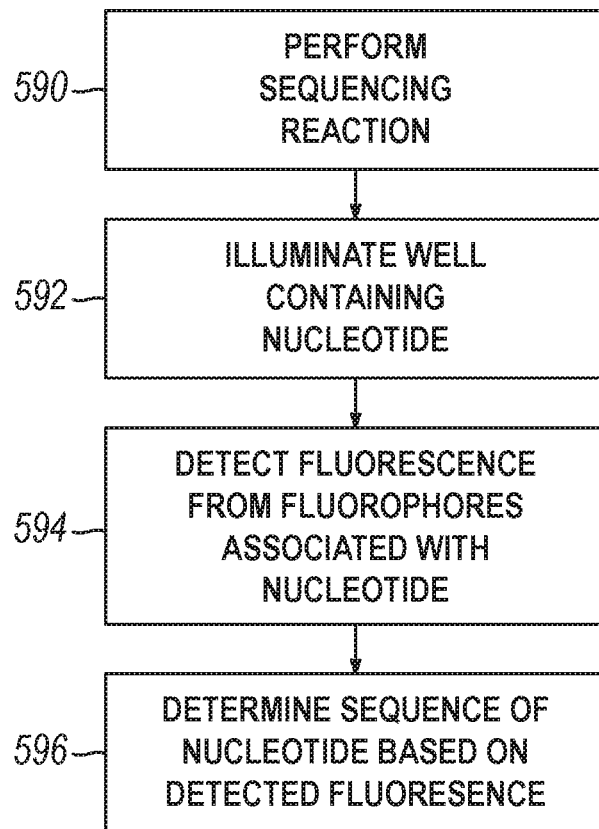 590
PERFORM
SEQUENCING
REACTION
592
ILLUMINATE WELL
CONTAINING
NUCLEOTIDE
594
DETECT FLUORESCENCE
FROM FLUOROPHORES
ASSOCIATED WITH
NUCLEOTIDE
596
DETERMINE SEQUENCE OF
NUCLEOTIDE BASED ON
DETECTED FLUORESENCE